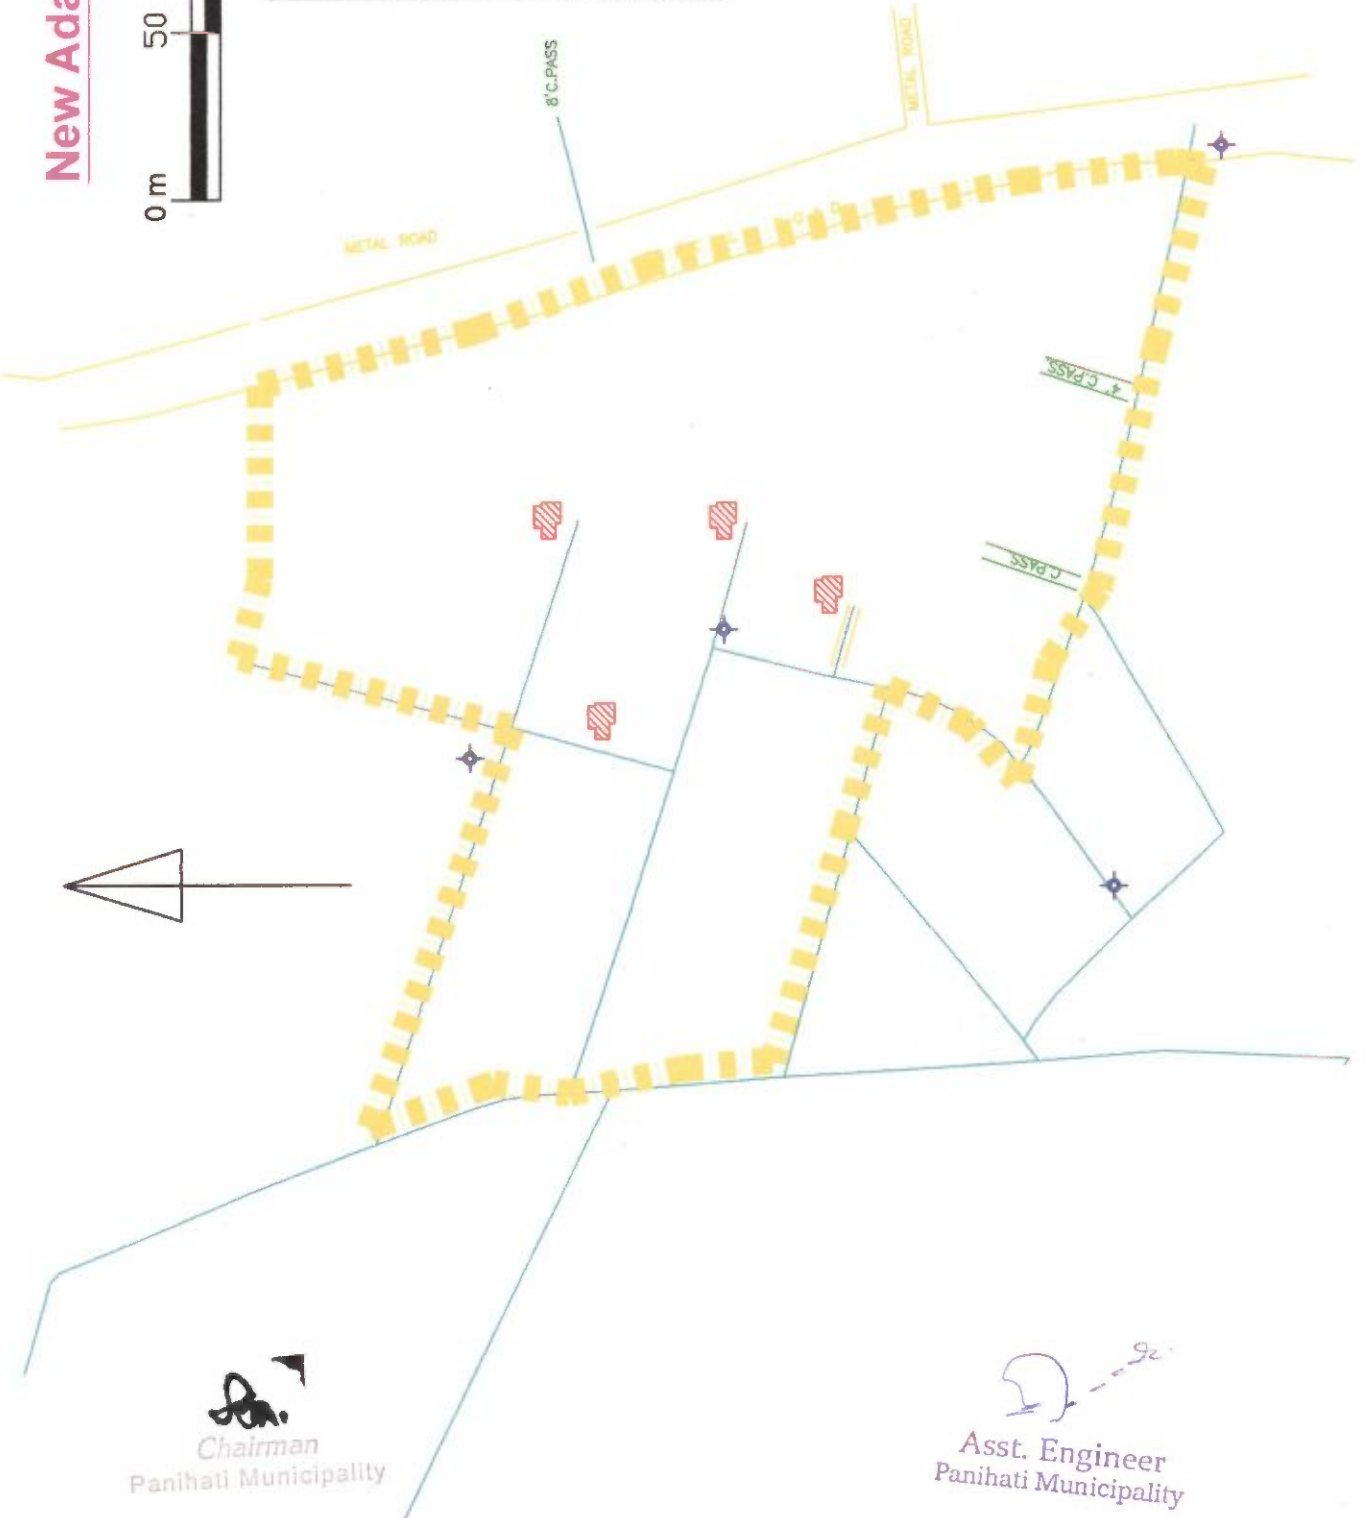 New Ada
50
0 m
8'C.PASS
METAL ROAD
METAL ROAD
4' C.PASS.
C.PASS
Chairman
Panihati Municipality
Asst. Engineer
Panihati Municipality